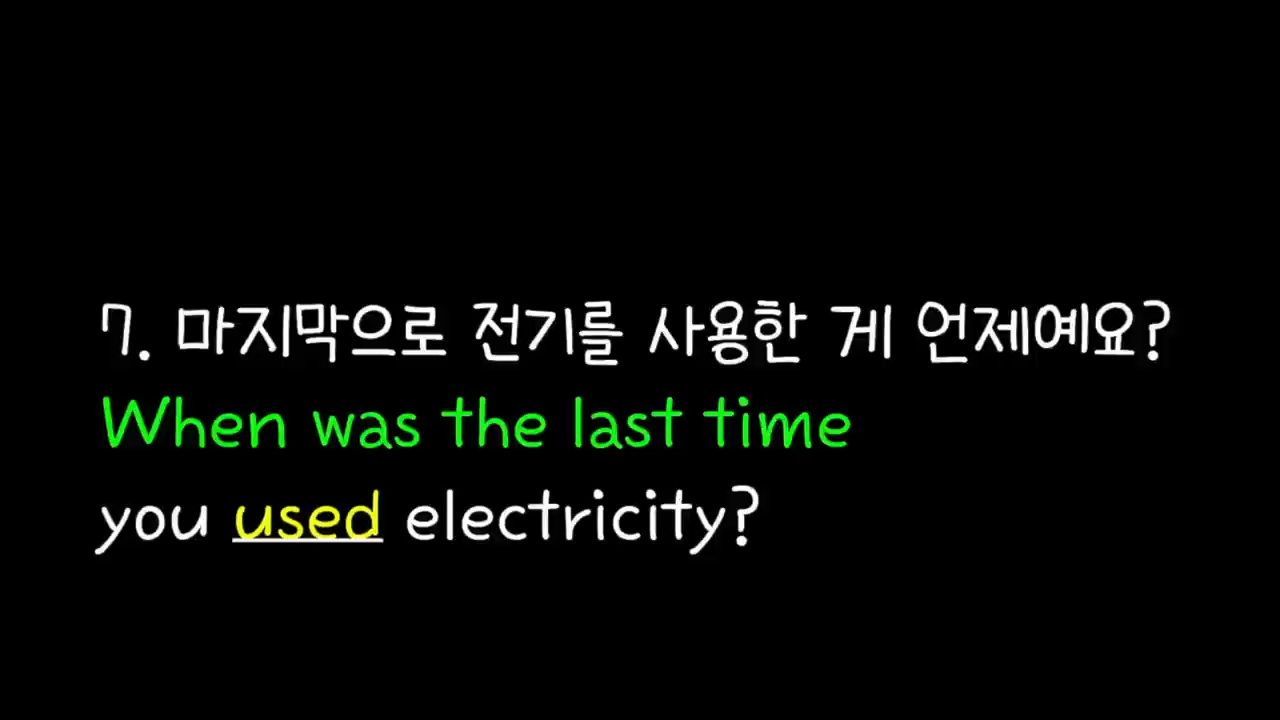 7. 마지막으로 전기를 사용한 게 언제예요?
When was the last time
you used electricity?